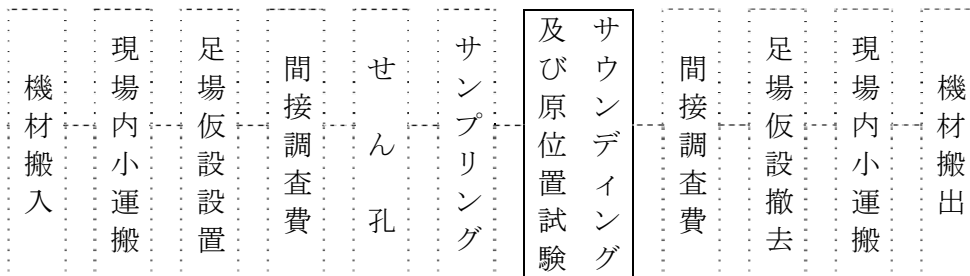 機材搬入
現場内小運搬
足場仮設設置
間接調査費
せん孔
サンプリング
サウンディング
及び原位置試験
間接調査費
足場仮設撤去
現場内小運搬
機材搬出